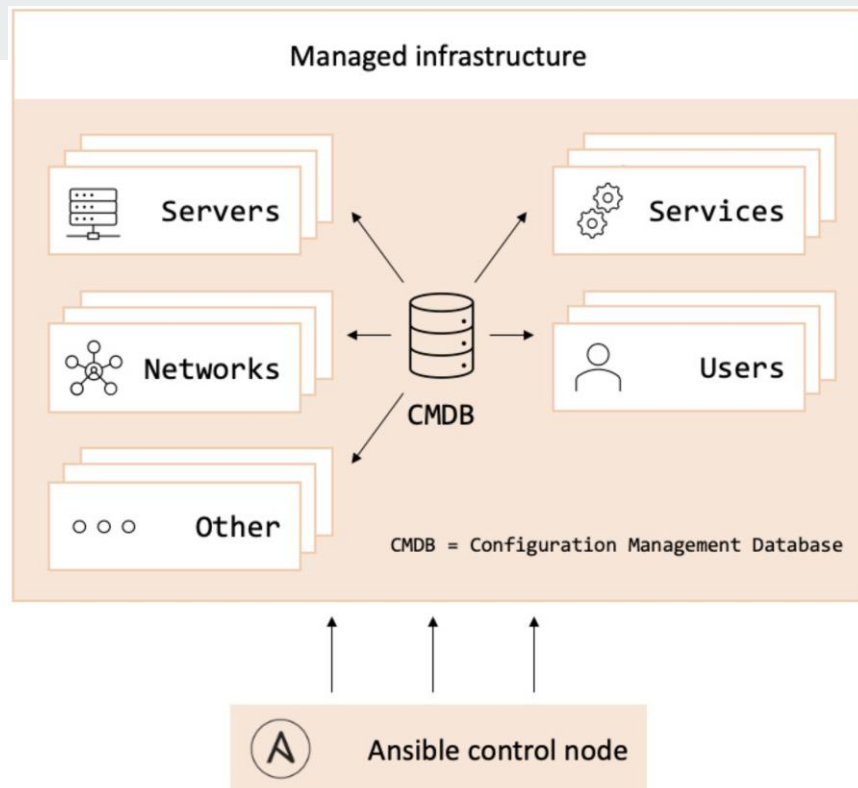 Managed infrastructure
Servers
Services
Networks
Users
CMDB
Other
CMDB = Configuration Management Database
Ansible control node